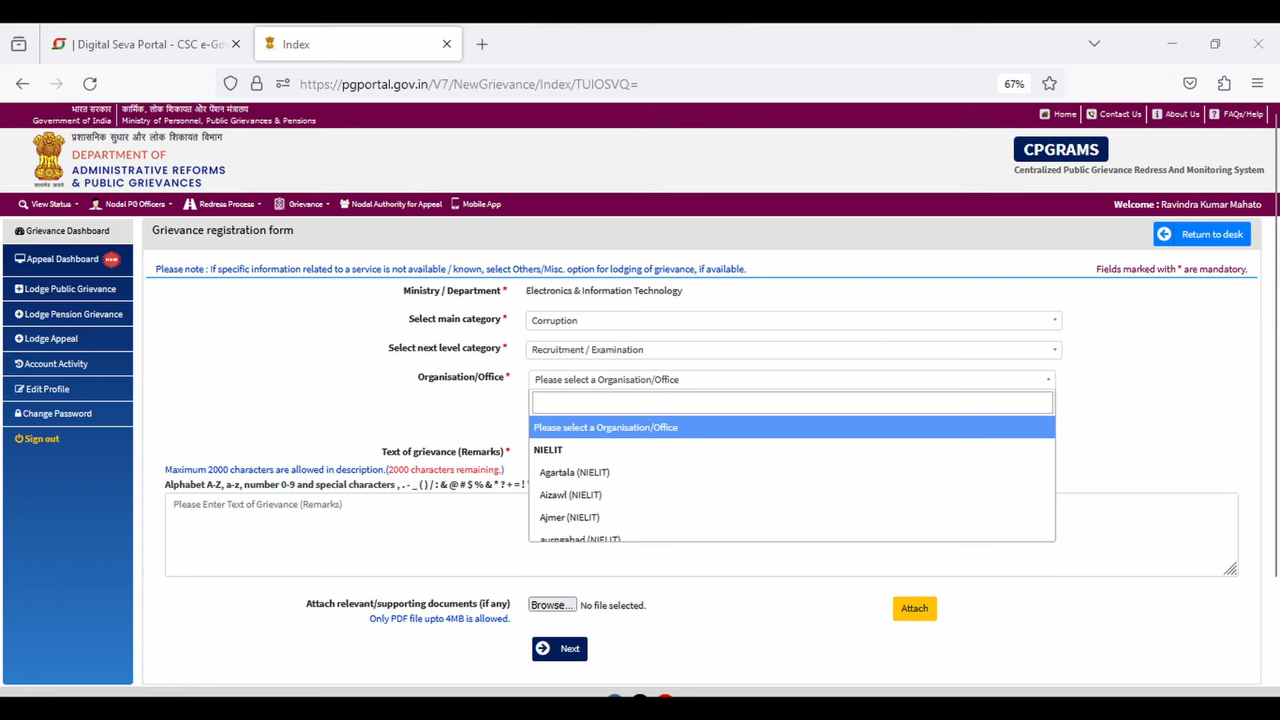 | Digital Seva Portal - CSC e-Go
Index
https://pgportal.gov.in/V7/NewGrievance/Index/TUIOSVQ=
67%
भारत सरकार
Government of India
कार्मिक, लोक शिकायत और पेंशन मंत्रालय
Ministry of Personnel, Public Grievances & Pensions
Home
Contact Us
About Us
FAQs/Help
प्रशासनिक सुधार और लोक शिकायत विभाग
DEPARTMENT OF
ADMINISTRATIVE REFORMS
& PUBLIC GRIEVANCES
सत्यमेव जयते
CPGRAMS
Centralized Public Grievance Redress And Monitoring System
View Status
Nodal PG Officers
Redress Process
Grievance
Nodal Authority for Appeal
Mobile App
Welcome : Ravindra Kumar Mahato
Grievance Dashboard
Appeal Dashboard
NEW
Lodge Public Grievance
Lodge Pension Grievance
Lodge Appeal
Account Activity
Edit Profile
Change Password
Sign out
Grievance registration form
Return to desk
Please note : If specific information related to a service is not available / known, select Others/Misc. option for lodging of grievance, if available.
Fields marked with * are mandatory.
Ministry / Department * Electronics & Information Technology
Select main category * Corruption
Select next level category * Recruitment / Examination
Organisation/Office * Please select a Organisation/Office
Please select a Organisation/Office
NIELIT
Agartala (NIELIT)
Aizawl (NIELIT)
Ajmer (NIELIT)
aurngabad (NIELIT)
Text of grievance (Remarks) *
Maximum 2000 characters are allowed in description.(2000 characters remaining.)
Alphabet A-Z, a-z, number 0-9 and special characters , . - _ ( ) / : & @ # $ % & * ? + = ! '
Please Enter Text of Grievance (Remarks)
Attach relevant/supporting documents (if any)
Only PDF file upto 4MB is allowed.
Browse... No file selected.
Attach
Next